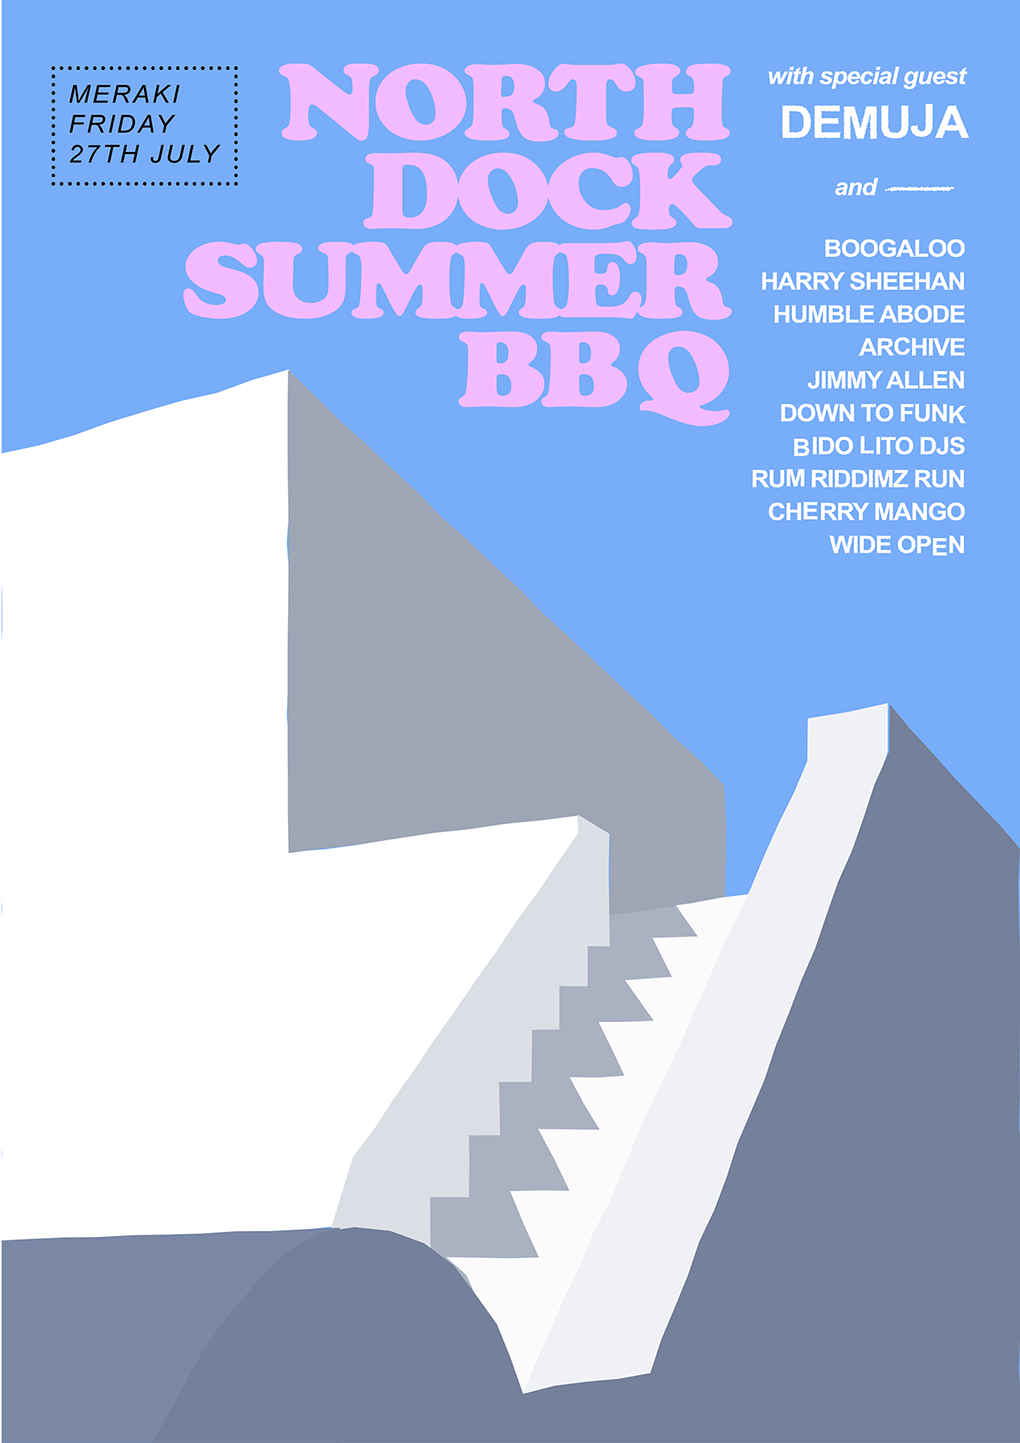 MERAKI
FRIDAY
27TH JULY
NORTH
DOCK
SUMMER
BBQ
with special guest
DEMUJA
and
BOOGALOO
HARRY SHEEHAN
HUMBLE ABODE
ARCHIVE
JIMMY ALLEN
DOWN TO FUNK
BIDO LITO DJS
RUM RIDDIMZ RUN
CHERRY MANGO
WIDE OPEN